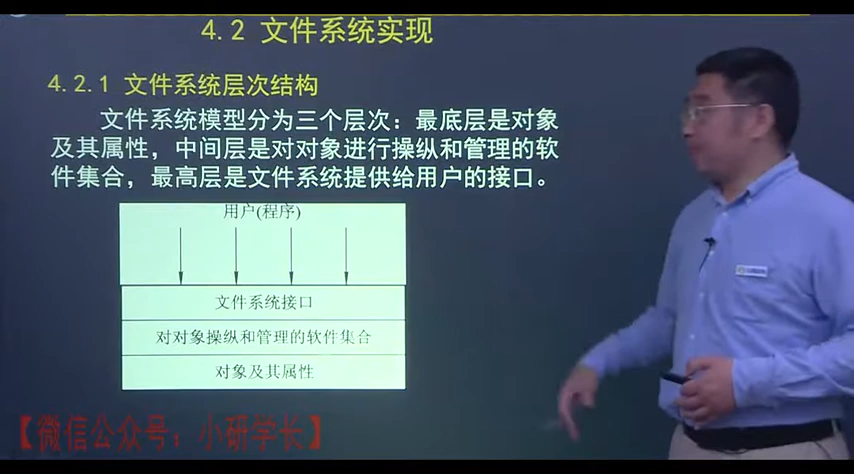 4.2 文件系统实现
4.2.1 文件系统层次结构
文件系统模型分为三个层次：最底层是对象
及其属性，中间层是对对象进行操纵和管理的软
件集合，最高层是文件系统提供给用户的接口。
用户(程序)
文件系统接口
对对象操纵和管理的软件集合
对象及其属性
【微信公众号：小研学长】